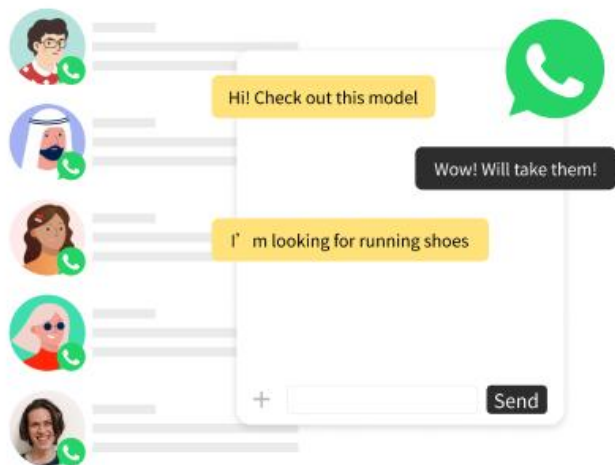 Hi! Check out this model
Wow! Will take them!
I’m looking for running shoes
Send